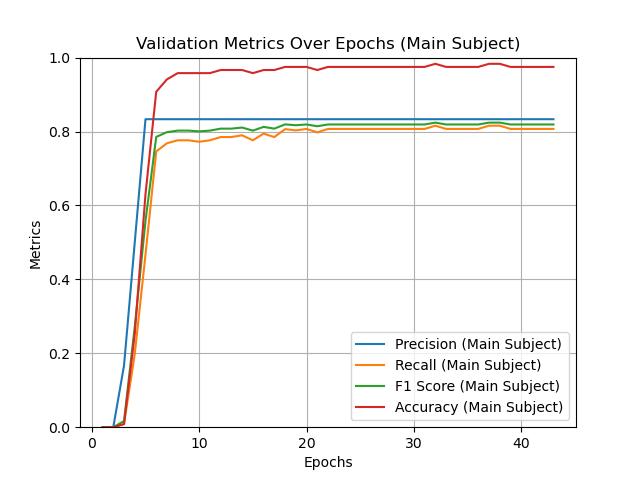 Validation Metrics Over Epochs (Main Subject)
1.0
0.8
0.6
0.4
0.2
0.0
Metrics
0
10
20
30
40
Epochs
Precision (Main Subject)
Recall (Main Subject)
F1 Score (Main Subject)
Accuracy (Main Subject)